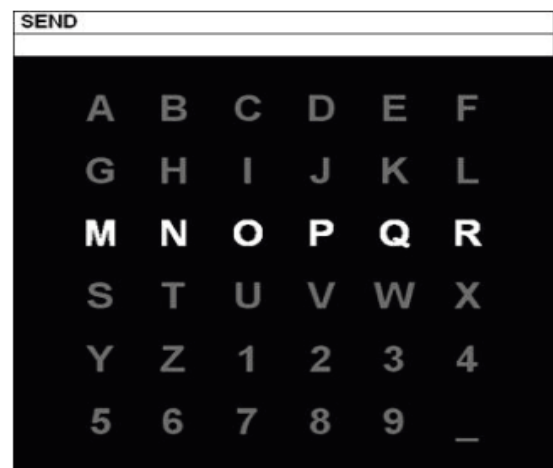 SEND
A B C D E F
G H I J K L
M N O P Q R
S T U V W X
Y Z 1 2 3 4
5 6 7 8 9 _